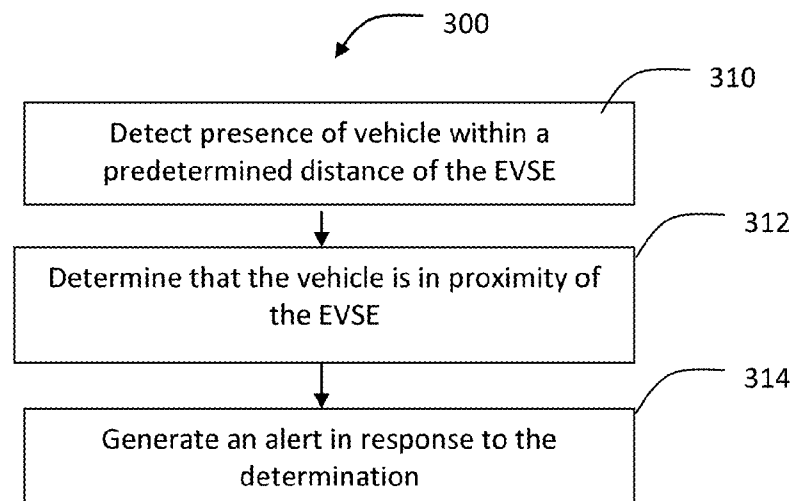 300
310
Detect presence of vehicle within a
predetermined distance of the EVSE
312
Determine that the vehicle is in proximity of
the EVSE
314
Generate an alert in response to the
determination